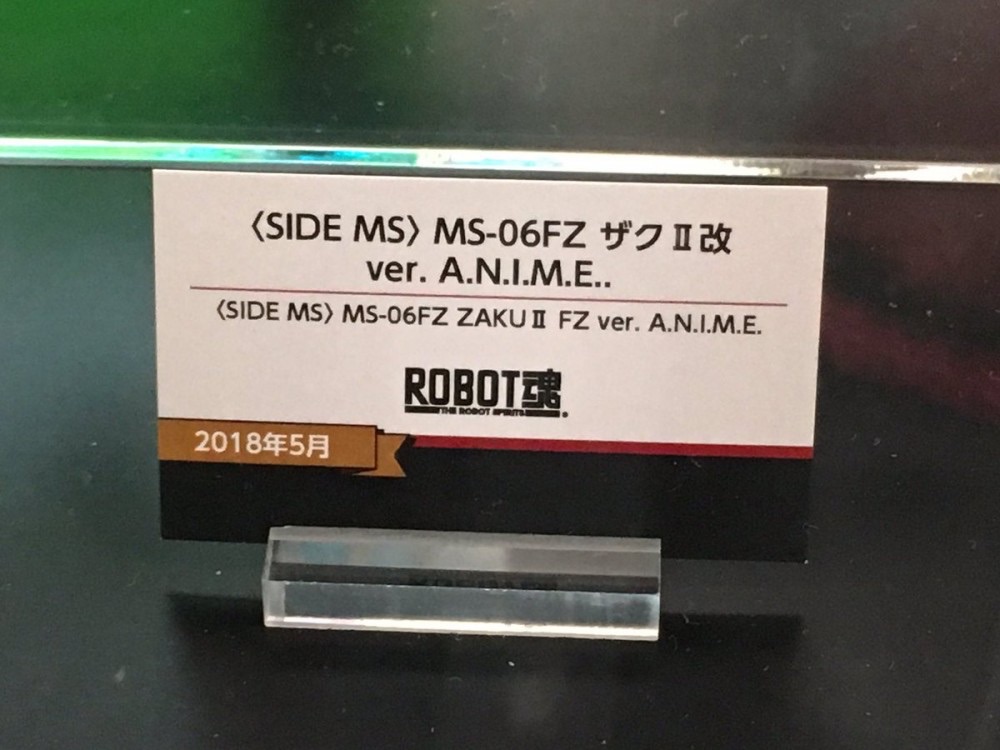 〈SIDE MS〉 MS-06FZ ザクⅡ改
ver. A.N.I.M.E..
〈SIDE MS〉 MS-06FZ ZAKUⅡ FZ ver. A.N.I.M.E.
ROBOT魂
THE ROBOT SPIRITS
2018年5月